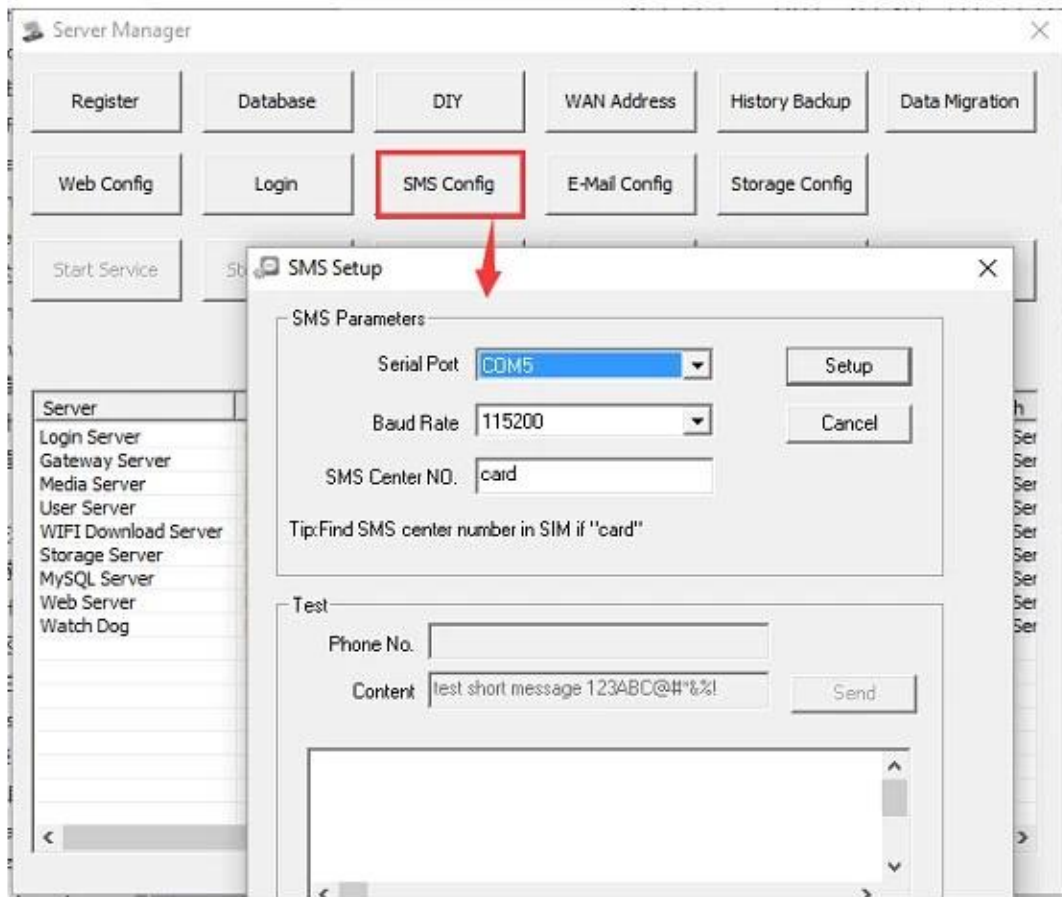 Server Manager
Register Database DIY WAN Address History Backup Data Migration
Web Config Login SMS Config E-Mail Config Storage Config
Start Service
SMS Setup
SMS Parameters
Serial Port COM5 Setup
Baud Rate 115200 Cancel
SMS Center NO. card
Tip:Find SMS center number in SIM if "card"
Server
Login Server
Gateway Server
Media Server
User Server
WIFI Download Server
Storage Server
MySQL Server
Web Server
Watch Dog
Test
Phone No.
Content test short message 123ABC@#*&%! Send